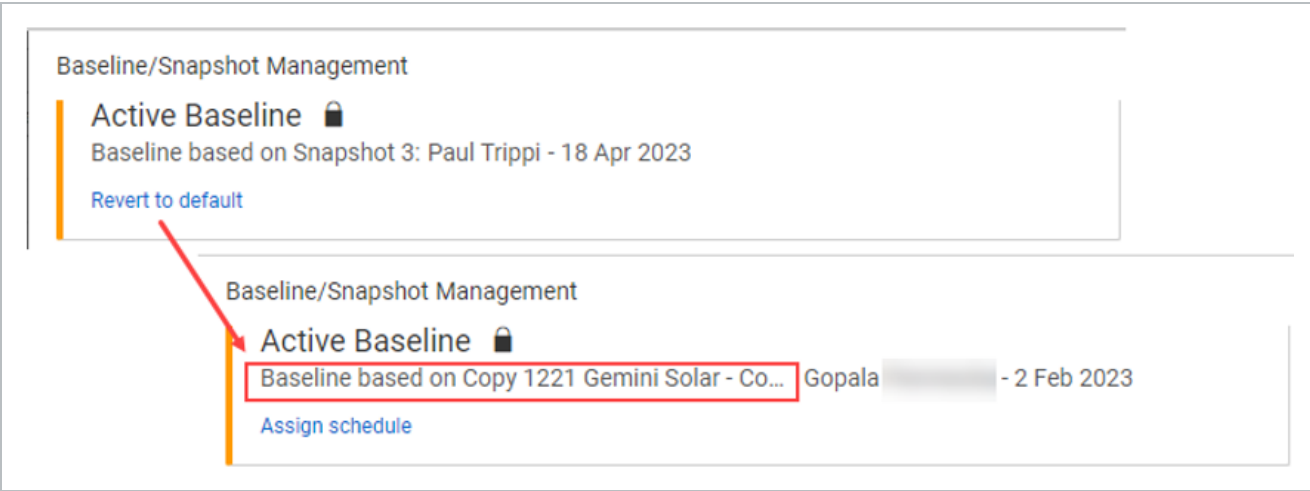 Baseline/Snapshot Management
Active Baseline
Baseline based on Snapshot 3: Paul Trippi - 18 Apr 2023
Revert to default
Baseline/Snapshot Management
Active Baseline
Baseline based on Copy 1221 Gemini Solar - Co... Gopala - 2 Feb 2023
Assign schedule